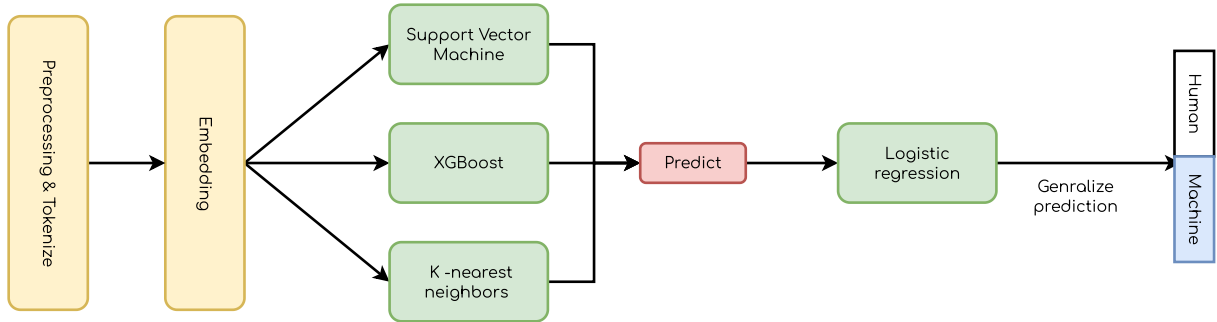 Preprocessing & Tokenize
Embedding
Support Vector
Machine
XGBoost
K -nearest
neighbors
Predict
Logistic
regression
Genralize
prediction
Human
Machine